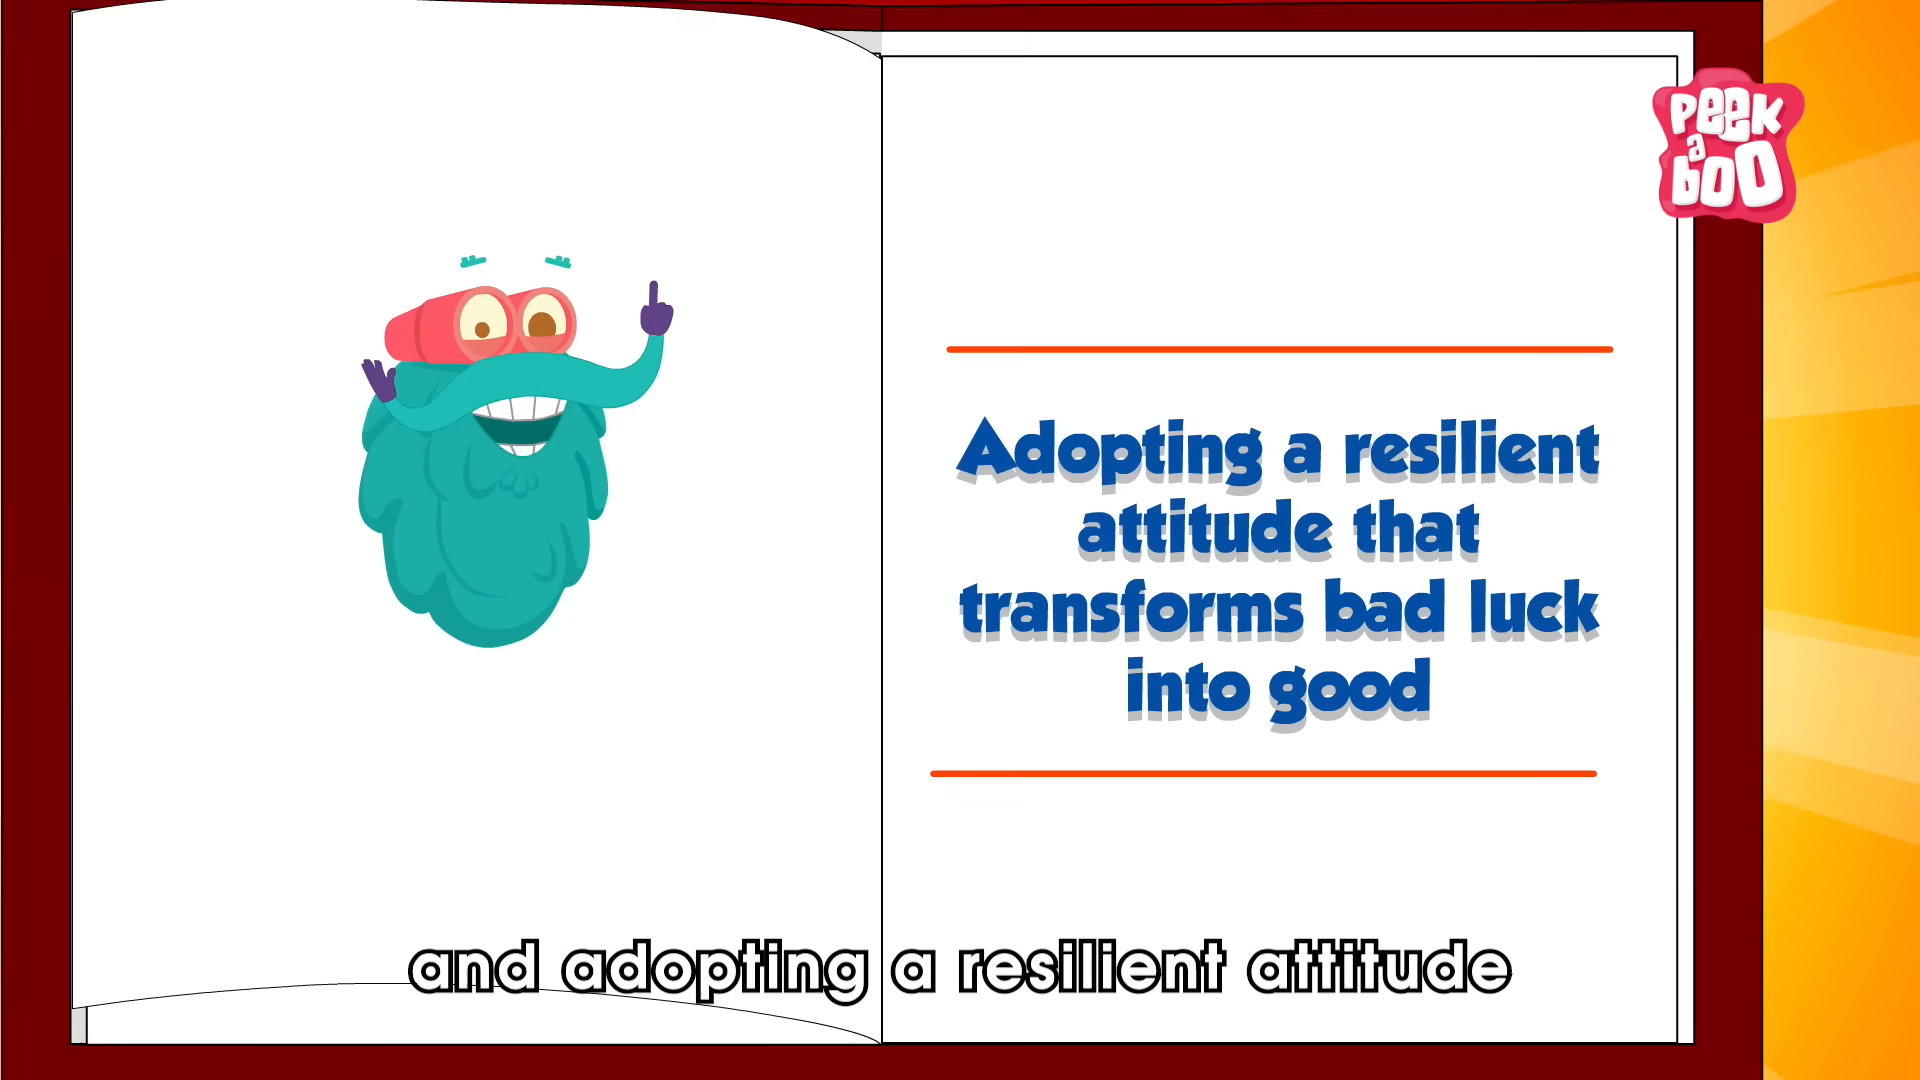 Peek
a
boo
Adopting a resilient
attitude that
transforms bad luck
into good
and adopting a resilient attitude